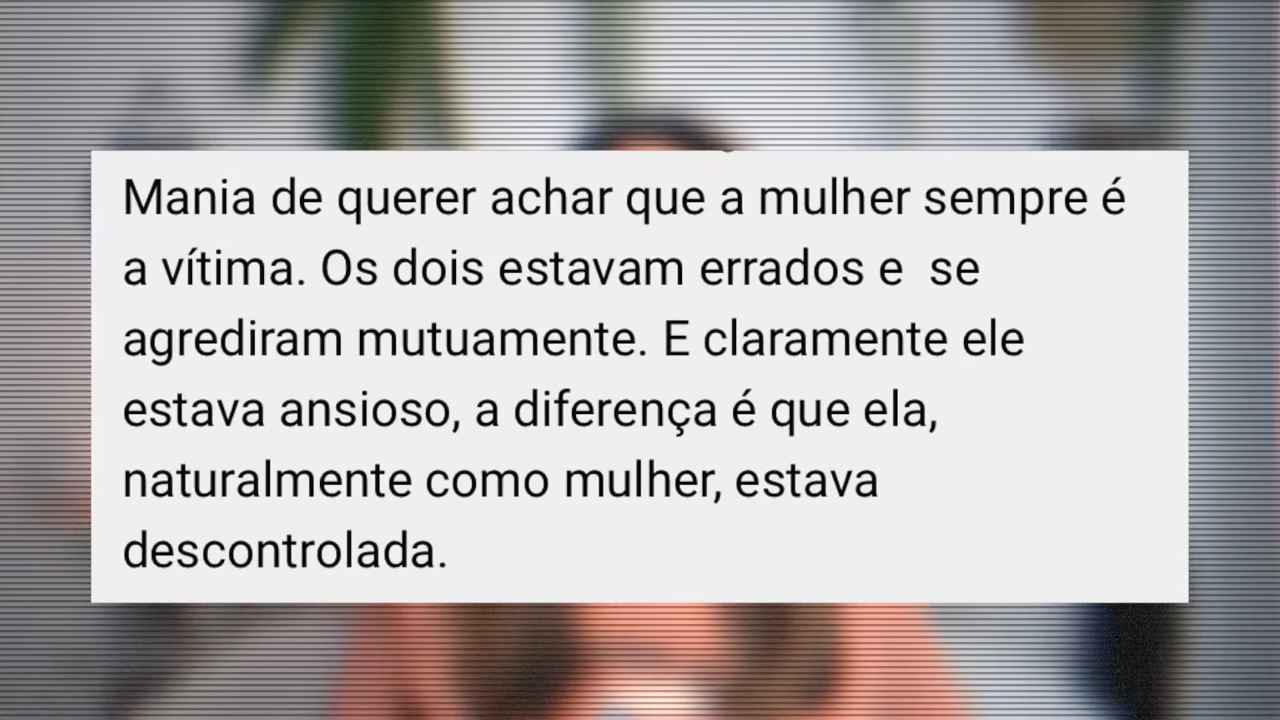 Mania de querer achar que a mulher sempre é
a vítima. Os dois estavam errados e  se
agrediram mutuamente. E claramente ele
estava ansioso, a diferença é que ela,
naturalmente como mulher, estava
descontrolada.